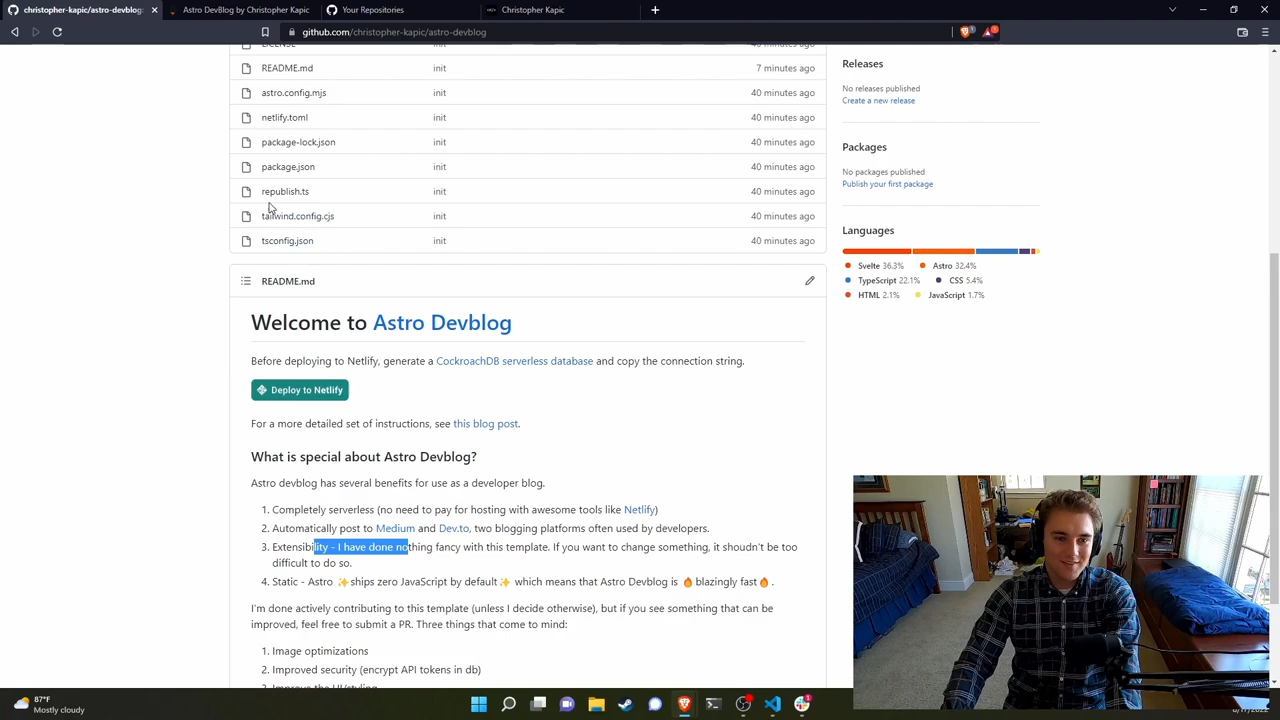 christopher-kapic/astro-devblog:
Astro DevBlog by Christopher Kapic
Your Repositories
Christopher Kapic
github.com/christopher-kapic/astro-devblog
1
LICENSE init
README.md init 7 minutes ago
astro.config.mjs init 40 minutes ago
netlify.toml init 40 minutes ago
package-lock.json init 40 minutes ago
package.json init 40 minutes ago
republish.ts init 40 minutes ago
tailwind.config.cjs init 40 minutes ago
tsconfig.json init 40 minutes ago
Releases
No releases published
Create a new release
Packages
No packages published
Publish your first package
Languages
Svelte 36.3% Astro 32.4%
TypeScript 22.1% CSS 5.4%
HTML 2.1% JavaScript 1.7%
README.md
Welcome to Astro Devblog
Before deploying to Netlify, generate a CockroachDB serverless database and copy the connection string.
Deploy to Netlify
For a more detailed set of instructions, see this blog post.
What is special about Astro Devblog?
Astro devblog has several benefits for use as a developer blog.
1. Completely serverless (no need to pay for hosting with awesome tools like Netlify)
2. Automatically post to Medium and Dev.to, two blogging platforms often used by developers.
3. Extensibility - I have done nothing fancy with this template. If you want to change something, it shoudn't be too
difficult to do so.
4. Static - Astro ✨ships zero JavaScript by default✨ which means that Astro Devblog is 🔥blazingly fast🔥.
I'm done actively contributing to this template (unless I decide otherwise), but if you see something that can be
improved, feel free to submit a PR. Three things that come to mind:
1. Image optimizations
2. Improved security (encrypt API tokens in db)
3. Improve the UI/styling
87°F
Mostly cloudy